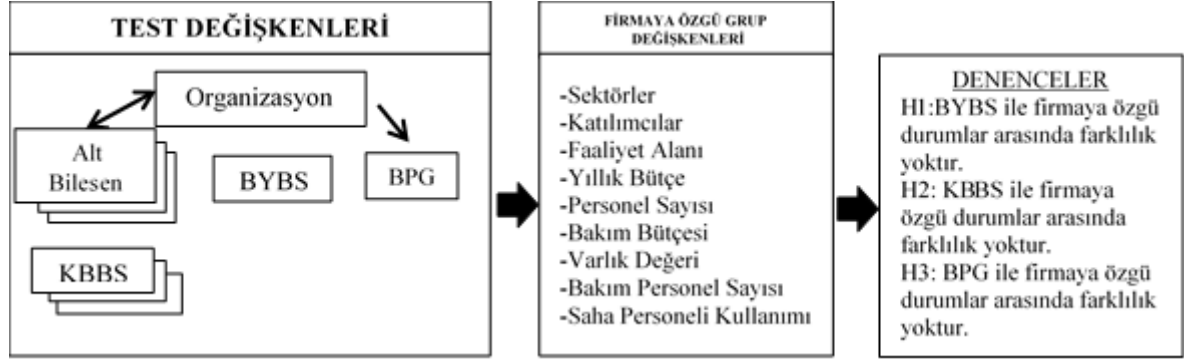 TEST DEĞİŞKENLERİ
Organizasyon
Alt
Bilesen
BYBS
BPG
KBBS
FİRMAYA ÖZGÜ GRUP
DEĞİŞKENLERİ
-Sektörler
-Katılımcılar
-Faaliyet Alanı
-Yıllık Bütçe
-Personel Sayısı
-Bakım Bütçesi
-Varlık Değeri
-Bakım Personel Sayısı
-Saha Personeli Kullanımı
DENENCELER
H1:BYBS ile firmaya özgü
durumlar arasında farklılık
yoktır.
H2: KBBS ile firmaya
özgü durumlar arasında
farklılık yoktur.
H3: BPG ile firmaya özgü
durumlar arasında farklılık
yoktur.